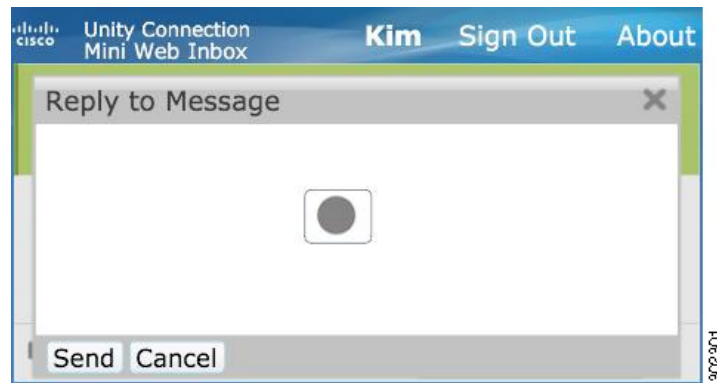 cisco Unity Connection Mini Web Inbox Kim Sign Out About
Reply to Message
Send Cancel